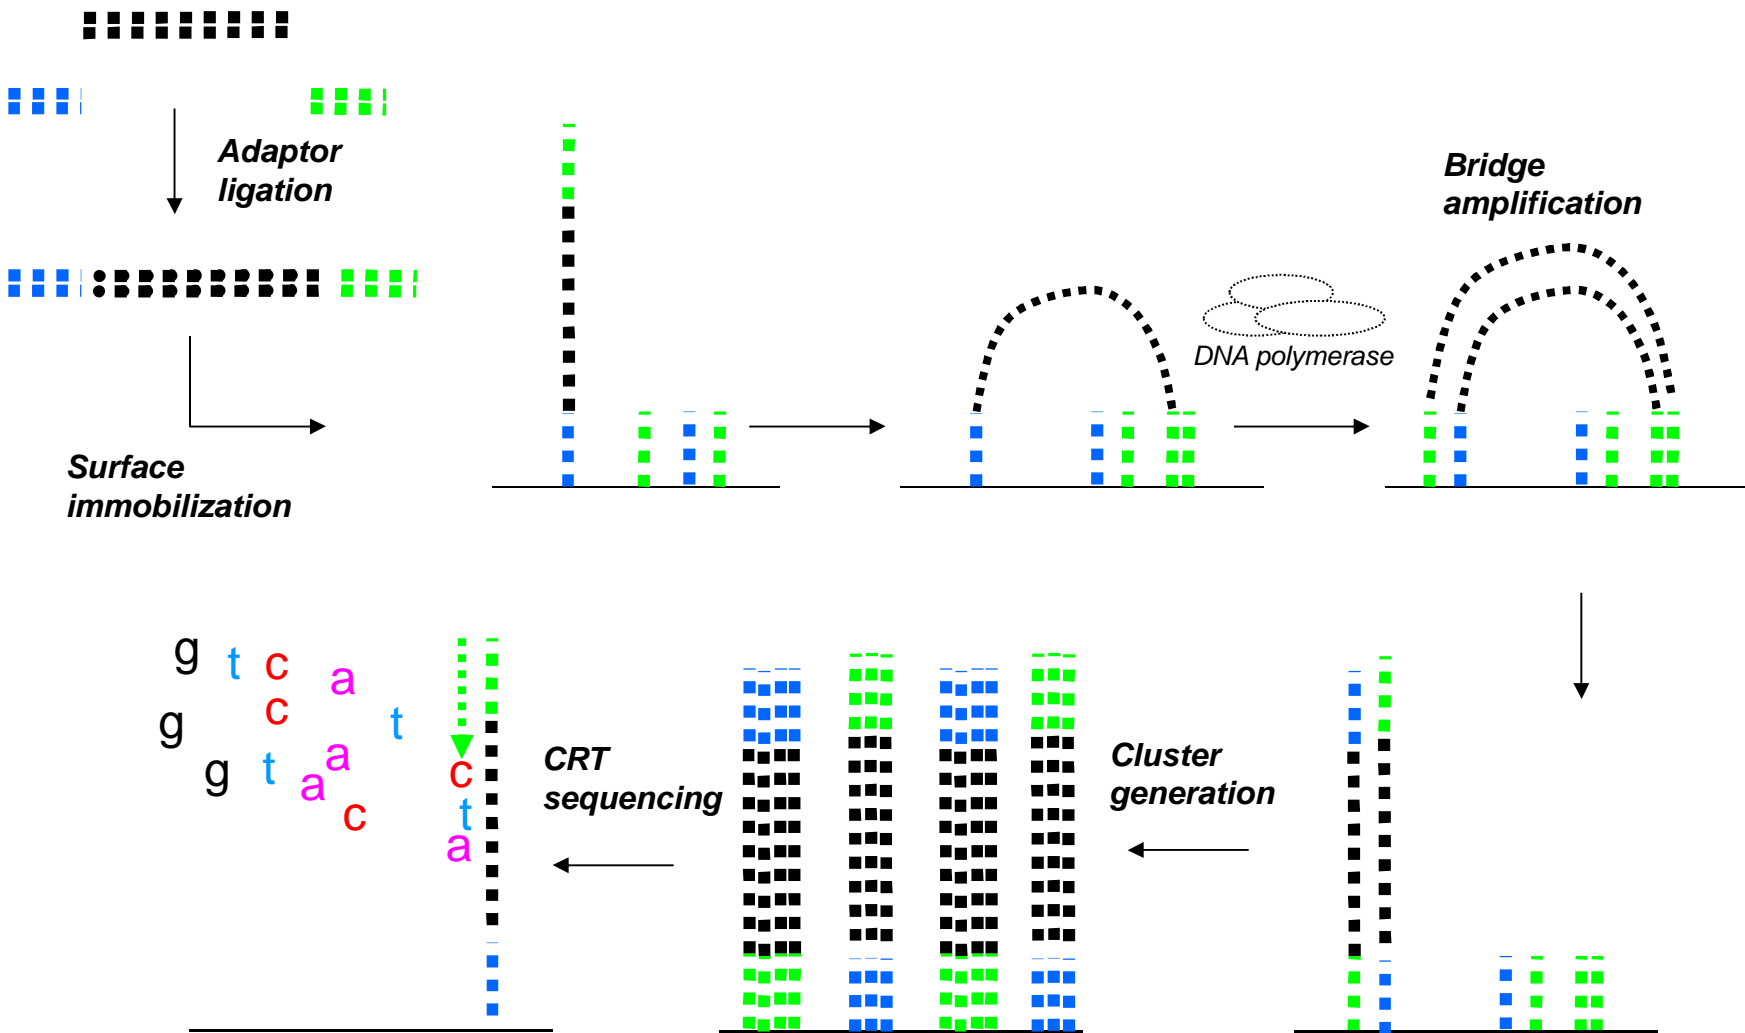 Adaptor
ligation
Bridge
amplification
DNA polymerase
Surface
immobilization
g
t
c
a
c
g
t
a
g
t
a
c
c
t
a
CRT
sequencing
Cluster
generation